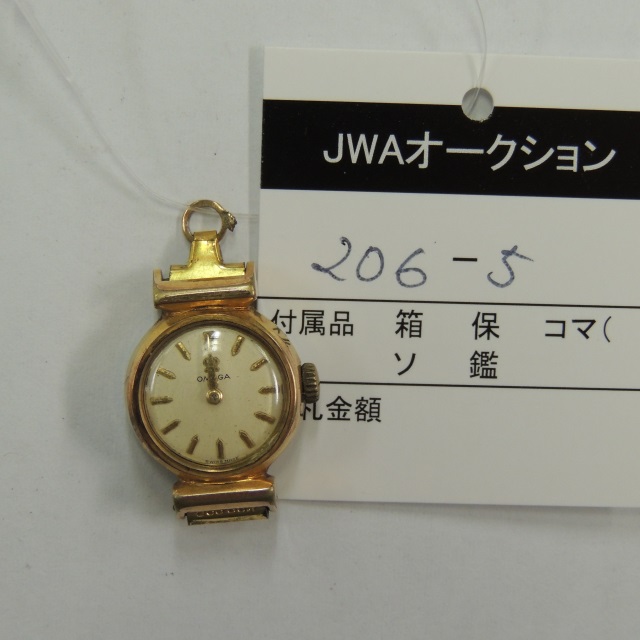 JWAオークション
206-5
付属品 箱 保 コマ(
ソ 鑑
札金額
OMEGA